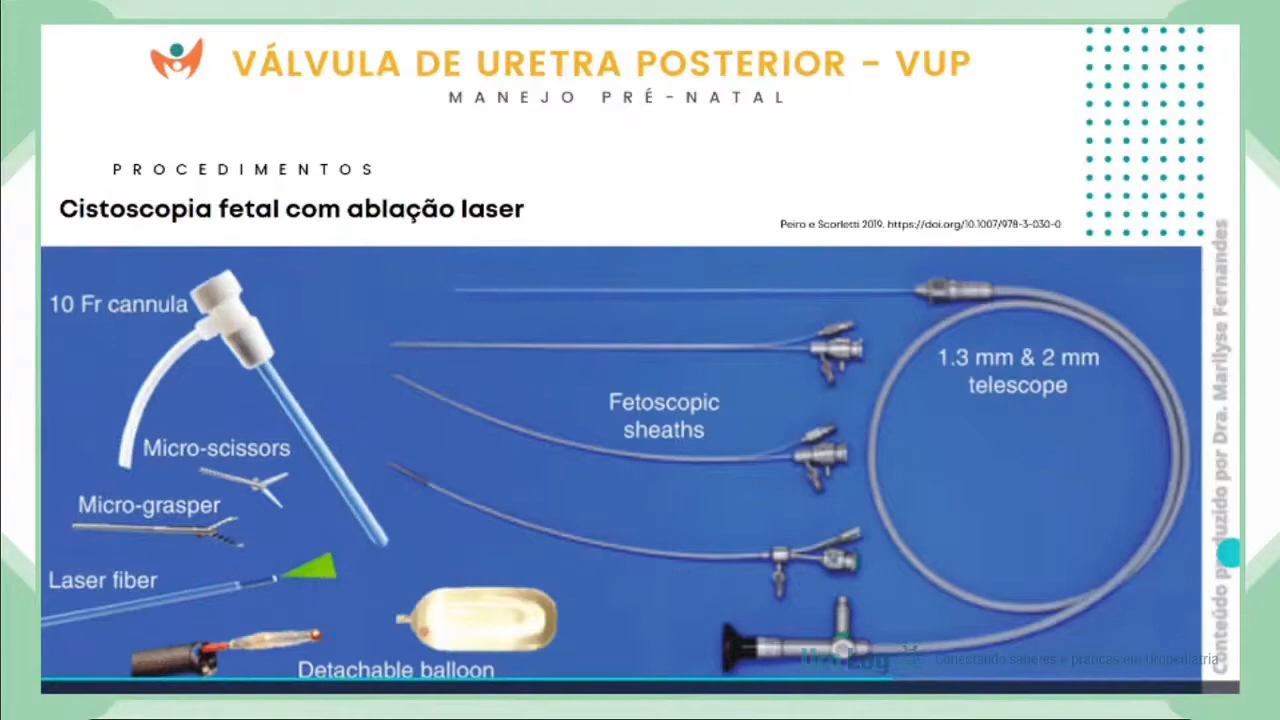 VÁLVULA DE URETRA POSTERIOR - VUP
MANEJO PRÉ-NATAL
PROCEDIMENTOS
Cistoscopia fetal com ablação laser
Peiro e Scorletti 2019. https://doi.org/10.1007/978-3-030-0
10 Fr cannula
1.3 mm & 2 mm
telescope
Fetoscopic
sheaths
Micro-scissors
Micro-grasper
Laser fiber
Detachable balloon
Conectando saberes e práticas em Uropediatria
Conteúdo produzido por Dra. Marilyse Fernandes